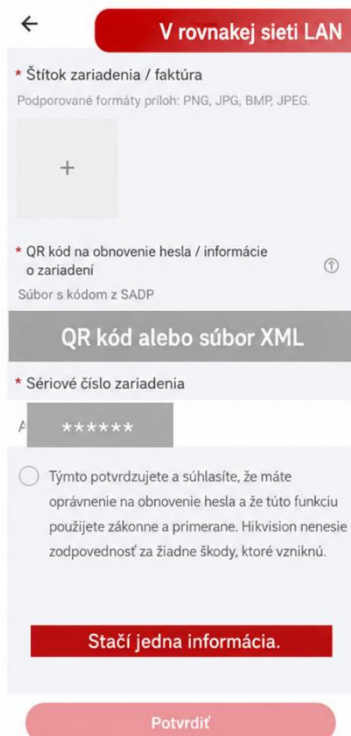 V rovnakej sieti LAN
* Štítok zariadenia / faktúra
Podporované formáty príloh: PNG, JPG, BMP, JPEG.
+
* QR kód na obnovenie hesla / informácie
o zariadení
Súbor s kódom z SADP
QR kód alebo súbor XML
* Sériové číslo zariadenia
******
Týmto potvrdzujete a súhlasíte, že máte
oprávnenie na obnovenie hesla a že túto funkciu
použijete zákonne a primerane. Hikvision nenesie
zodpovednosť za žiadne škody, ktoré vzniknú.
Stačí jedna informácia.
Potvrdiť